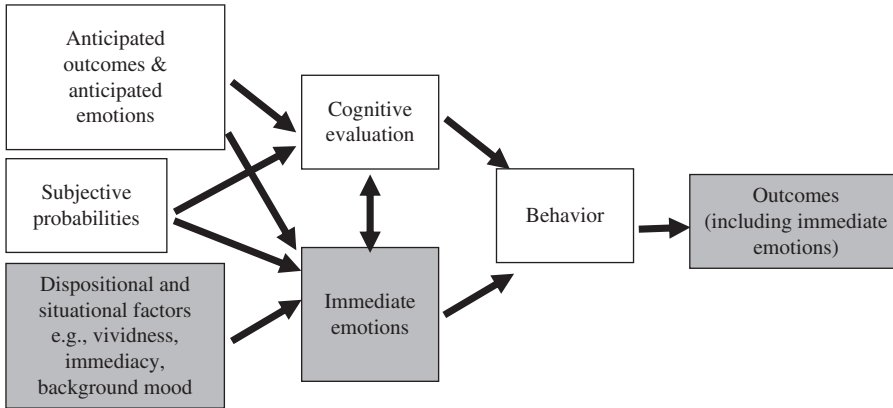 Anticipated
outcomes &
anticipated
emotions
Subjective
probabilities
Dispositional and
situational factors
e.g., vividness,
immediacy,
background mood
Cognitive
evaluation
Immediate
emotions
Behavior
Outcomes
(including immediate
emotions)